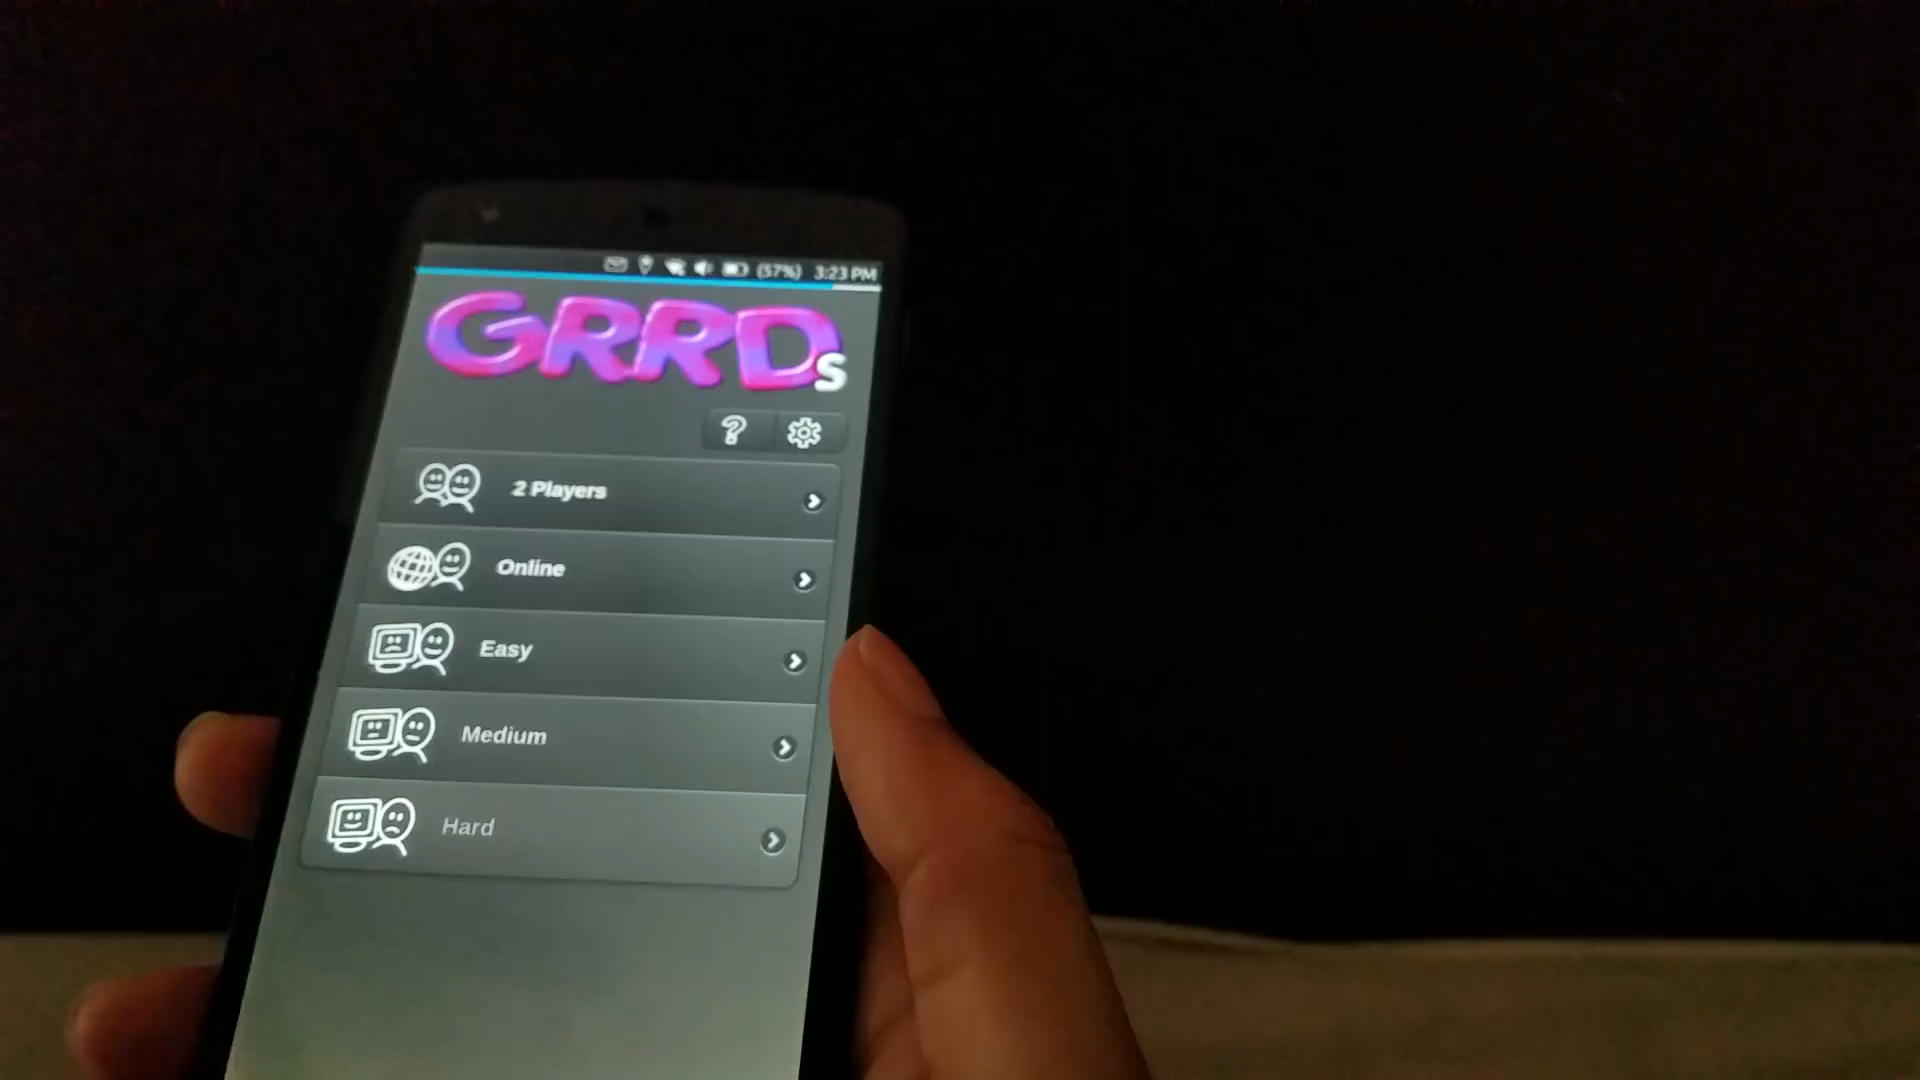 (57%) 3:23 PM
GRRDs
?
2 Players
Online
Easy
Medium
Hard